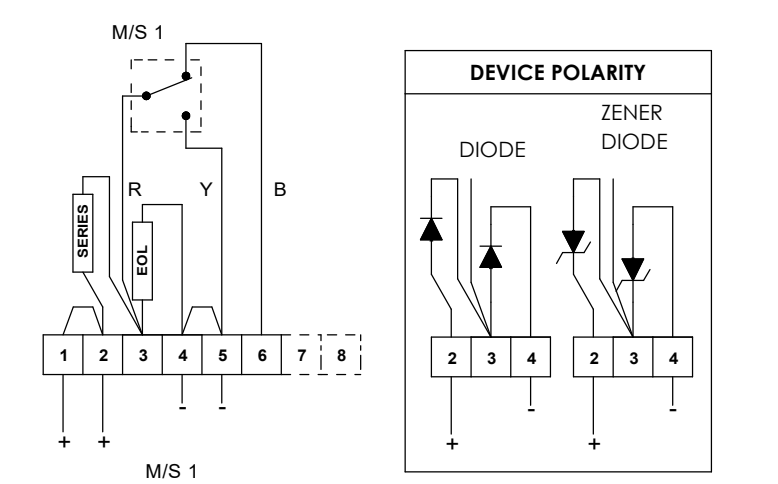 M/S 1
R Y B
SERIES
EOL
1 2 3 4 5 6 7 8
+ + - -
M/S 1
DEVICE POLARITY
DIODE
ZENER
DIODE
2 3 4
+ -
2 3 4
+ -